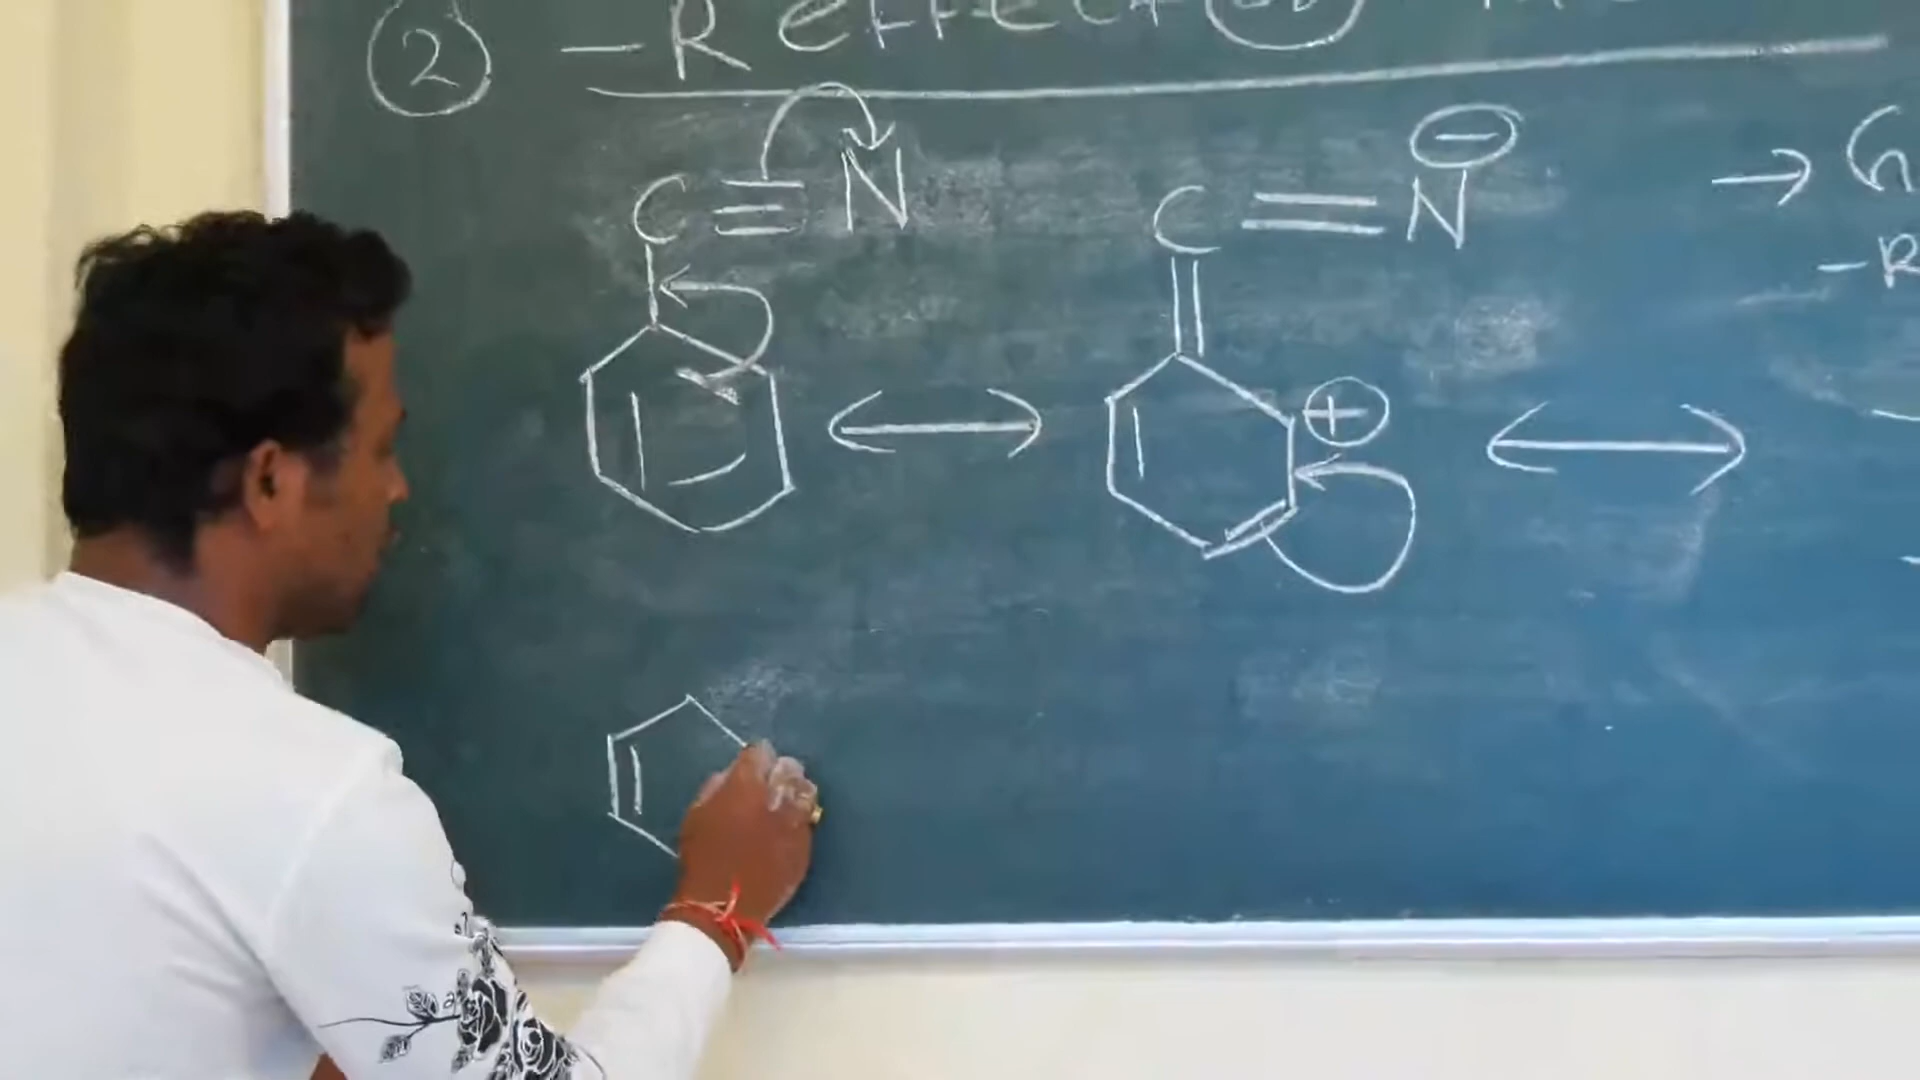 ② -R effect
C≡N
C=N ⊖
→ G
-R
⊕